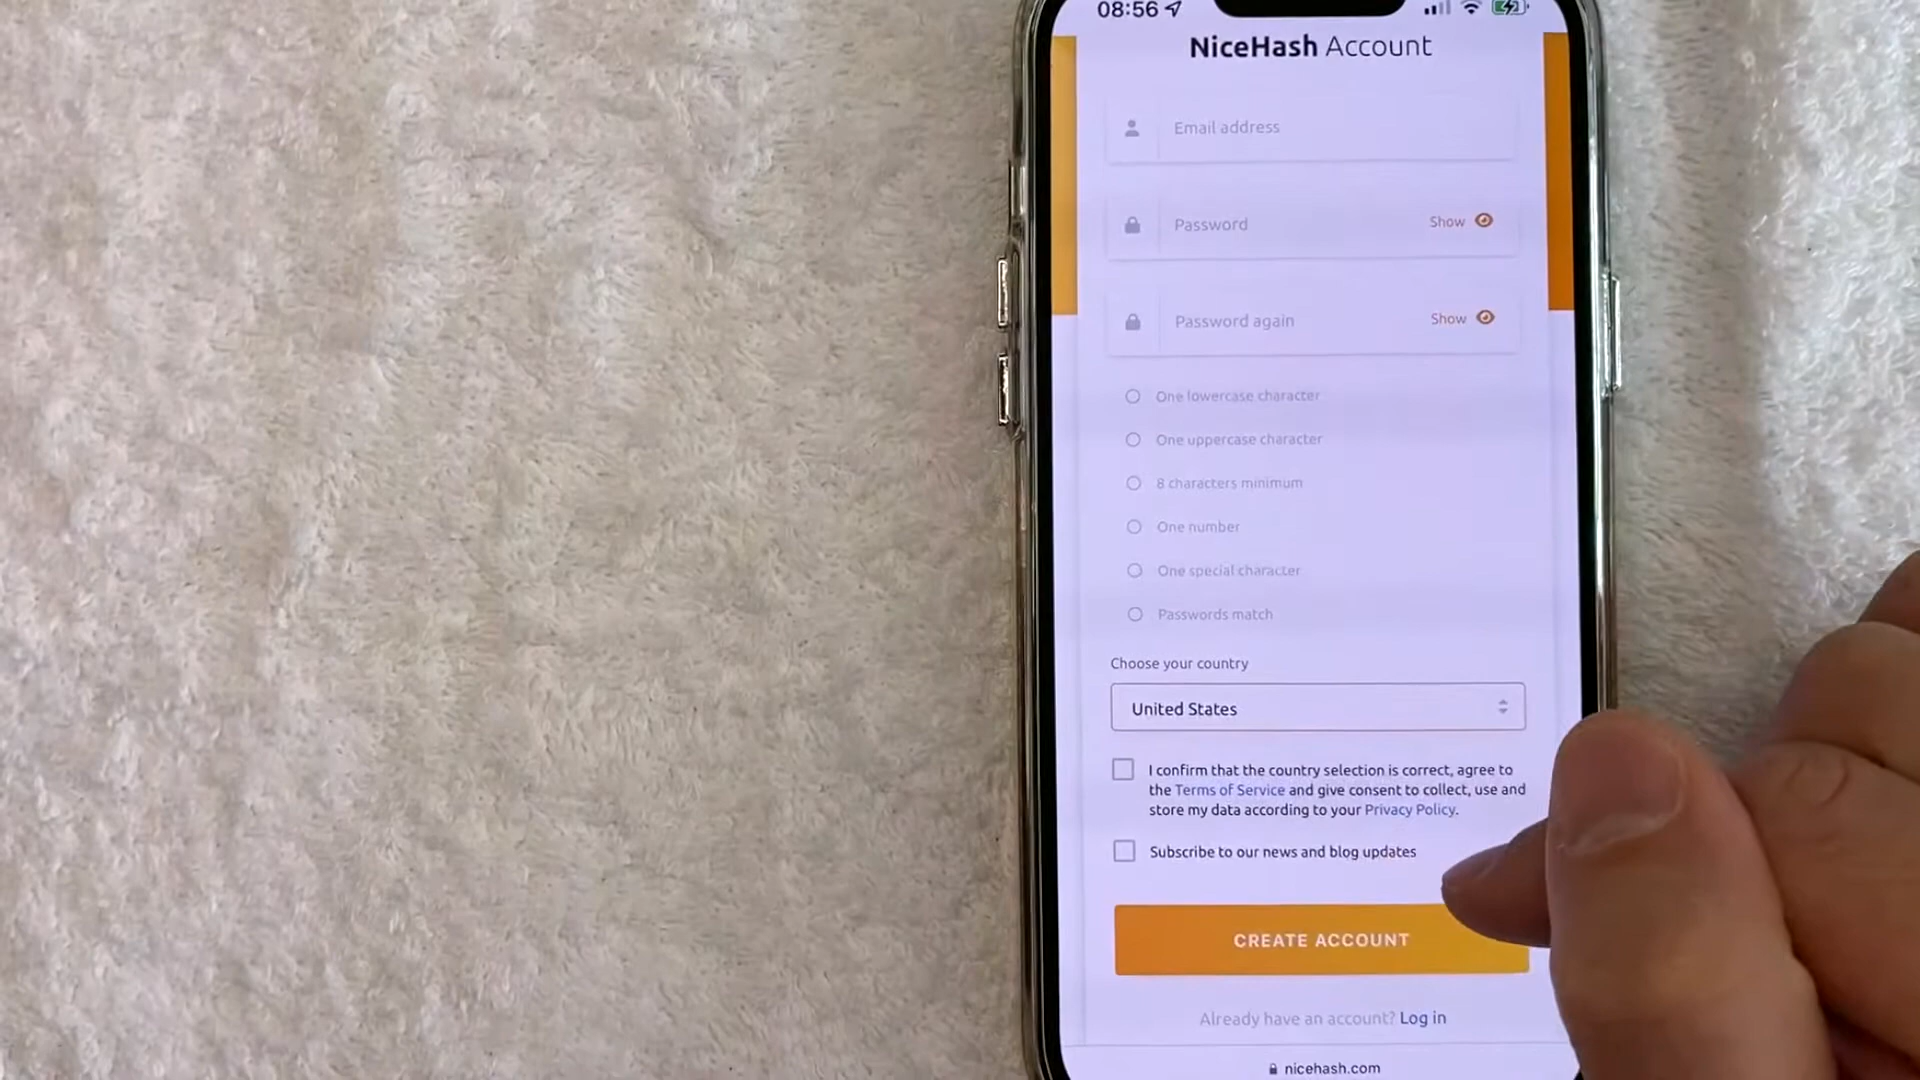 08:56
NiceHash Account
Email address
Password Show
Password again Show
One lowercase character
One uppercase character
8 characters minimum
One number
One special character
Passwords match
Choose your country
United States
I confirm that the country selection is correct, agree to
the Terms of Service and give consent to collect, use and
store my data according to your Privacy Policy.
Subscribe to our news and blog updates
CREATE ACCOUNT
Already have an account? Log in
nicehash.com